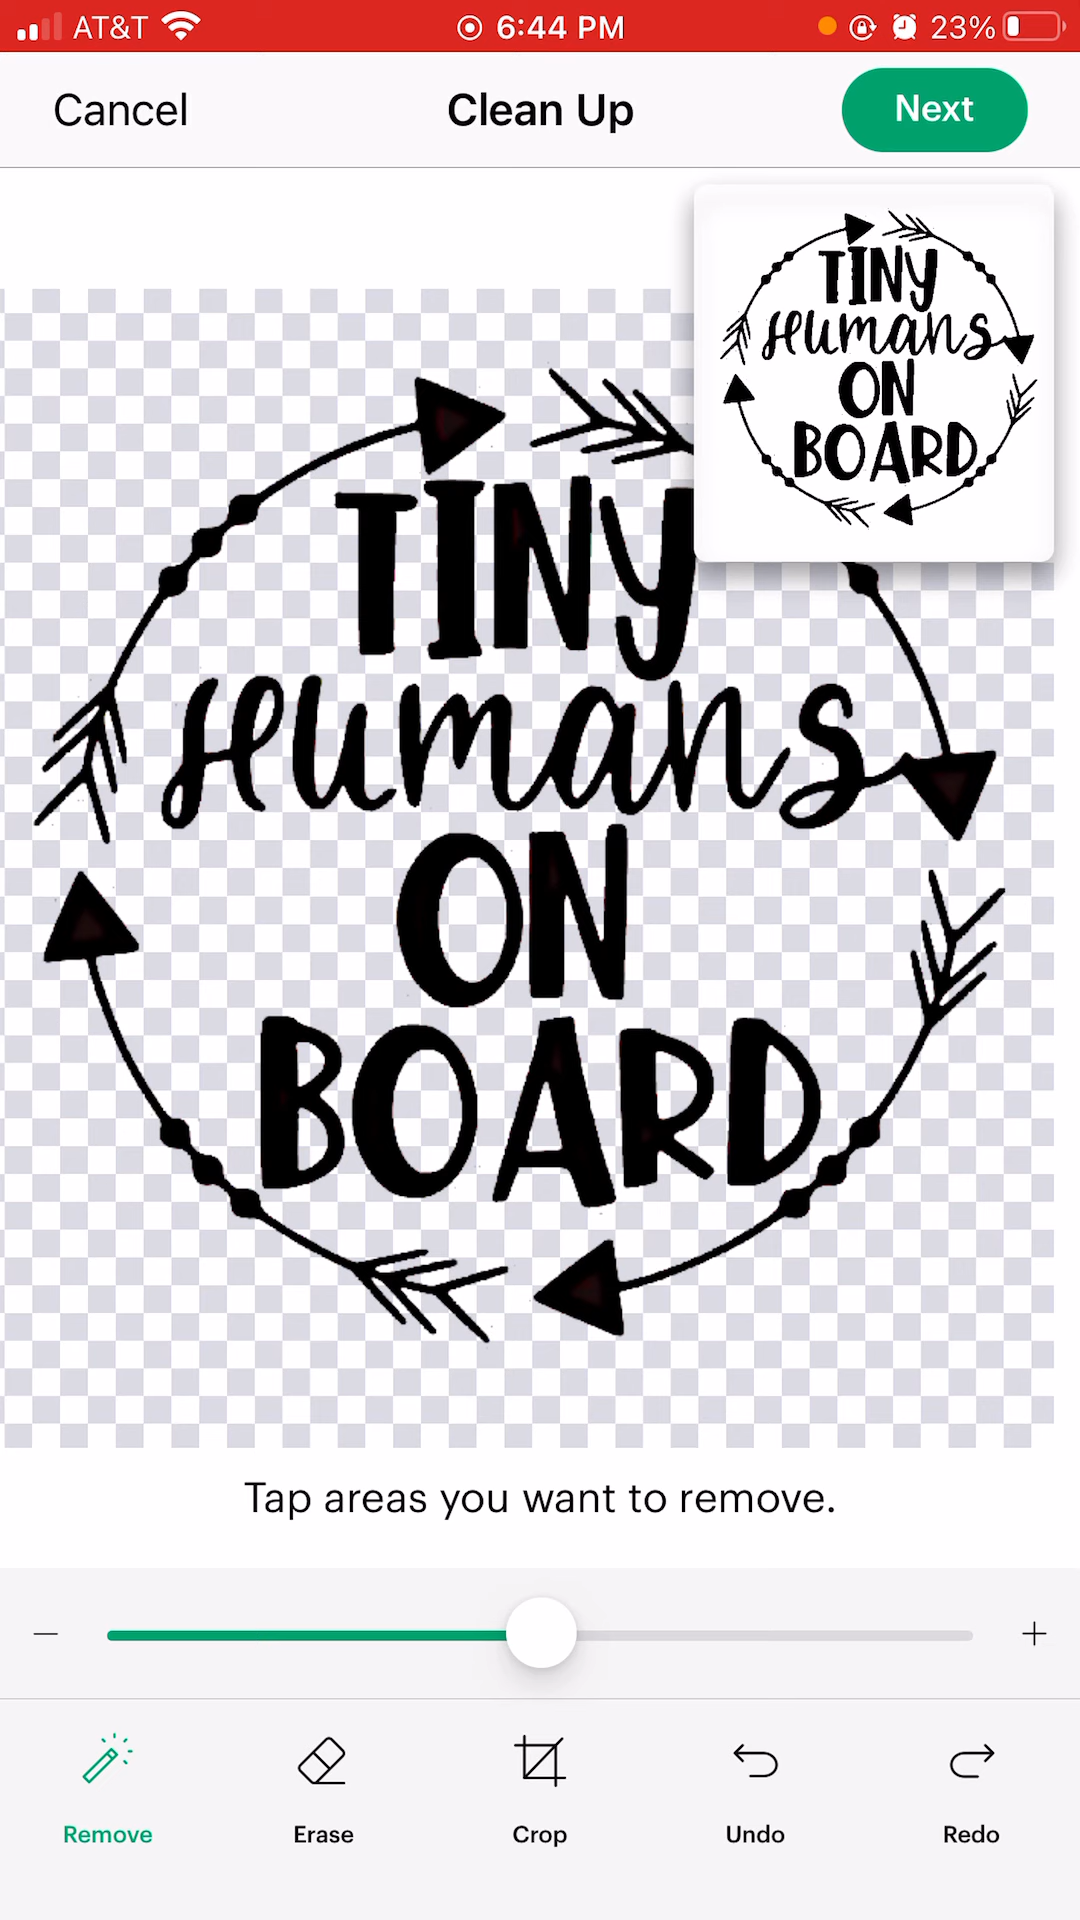 AT&T 6:44 PM 23%
Cancel Clean Up Next
TINY
Humans
ON
BOARD
TINY
Humans
ON
BOARD
Tap areas you want to remove.
Remove Erase Crop Undo Redo